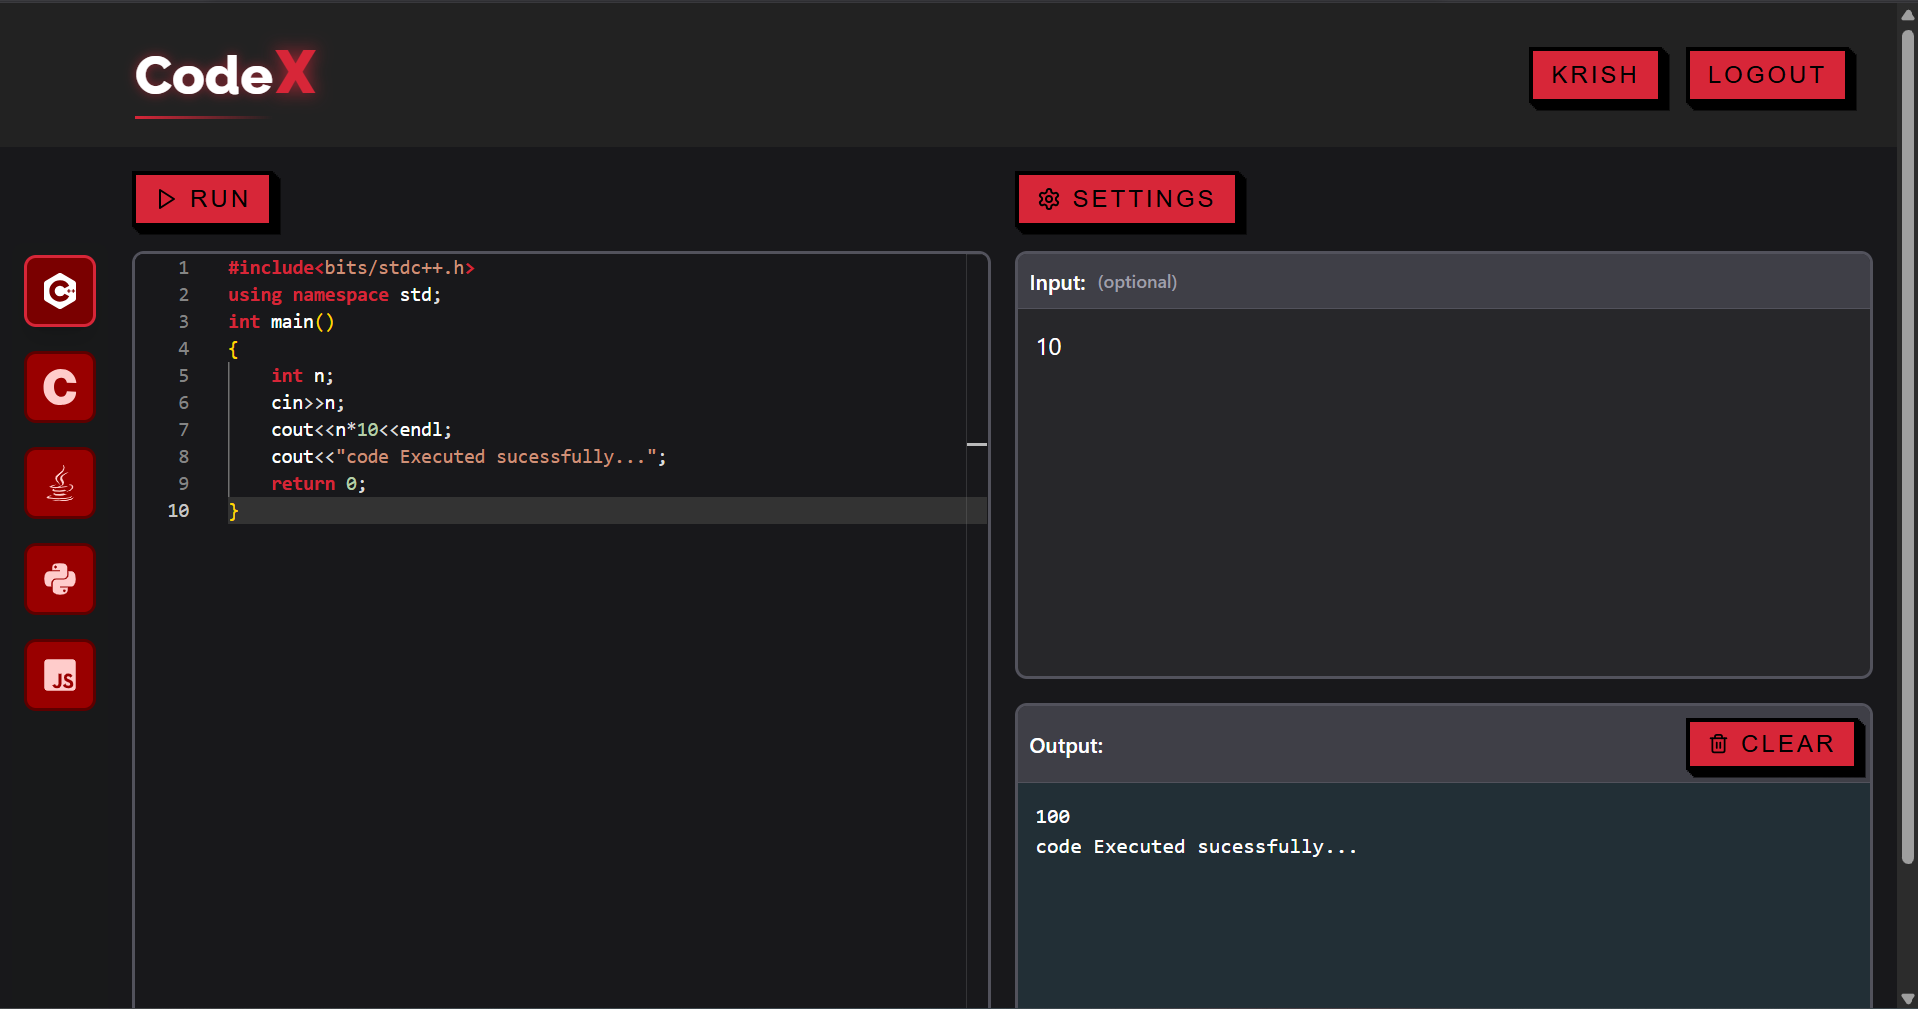 CodeX
KRISH
LOGOUT
RUN
SETTINGS
C++
C
JS
1 #include<bits/stdc++.h>
2 using namespace std;
3 int main()
4 {
5     int n;
6     cin>>n;
7     cout<<n*10<<endl;
8     cout<<"code Executed sucessfully...";
9     return 0;
10 }
Input: (optional)
10
Output:
CLEAR
100
code Executed sucessfully...